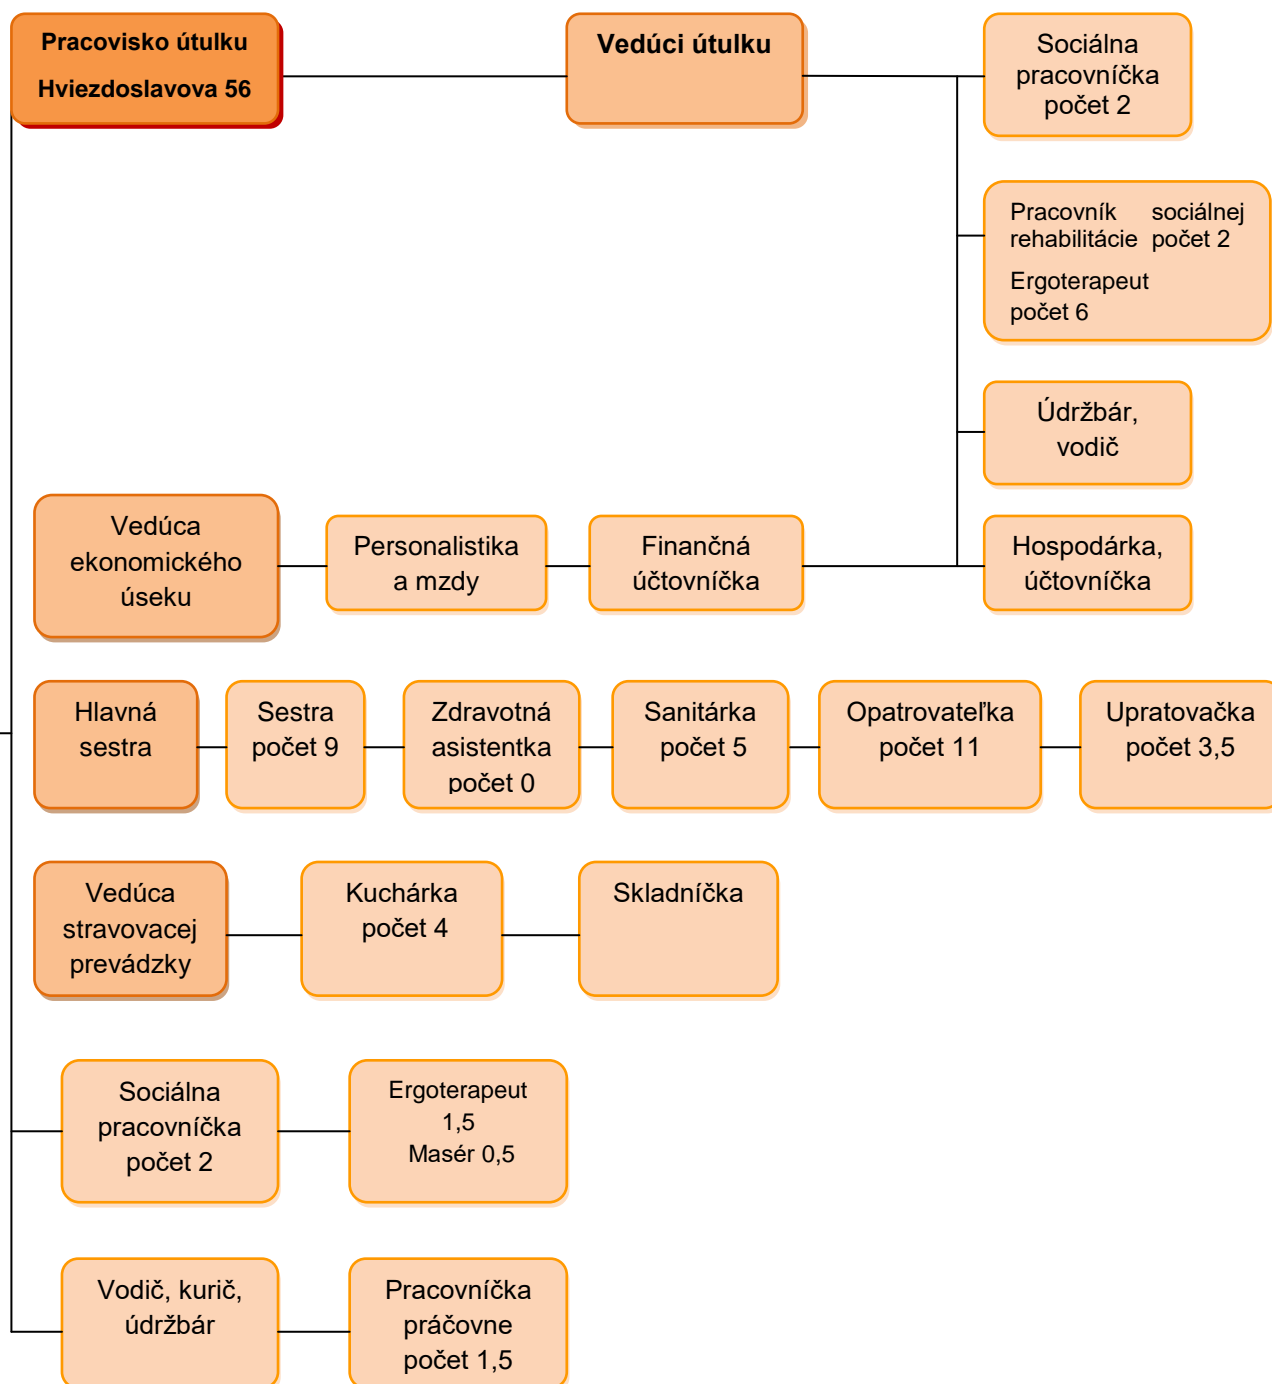 Pracovisko útulku
Hviezdoslavova 56
Vedúci útulku
Sociálna
pracovníčka
počet 2
Pracovník sociálnej
rehabilitácie počet 2
Ergoterapeut
počet 6
Údržbár,
vodič
Vedúca
ekonomického
úseku
Personalistika
a mzdy
Finančná
účtovníčka
Hospodárka,
účtovníčka
Hlavná
sestra
Sestra
počet 9
Zdravotná
asistentka
počet 0
Sanitárka
počet 5
Opatrovateľka
počet 11
Upratovačka
počet 3,5
Vedúca
stravovacej
prevádzky
Kuchárka
počet 4
Skladníčka
Sociálna
pracovníčka
počet 2
Ergoterapeut
1,5
Masér 0,5
Vodič, kurič,
údržbár
Pracovníčka
práčovne
počet 1,5